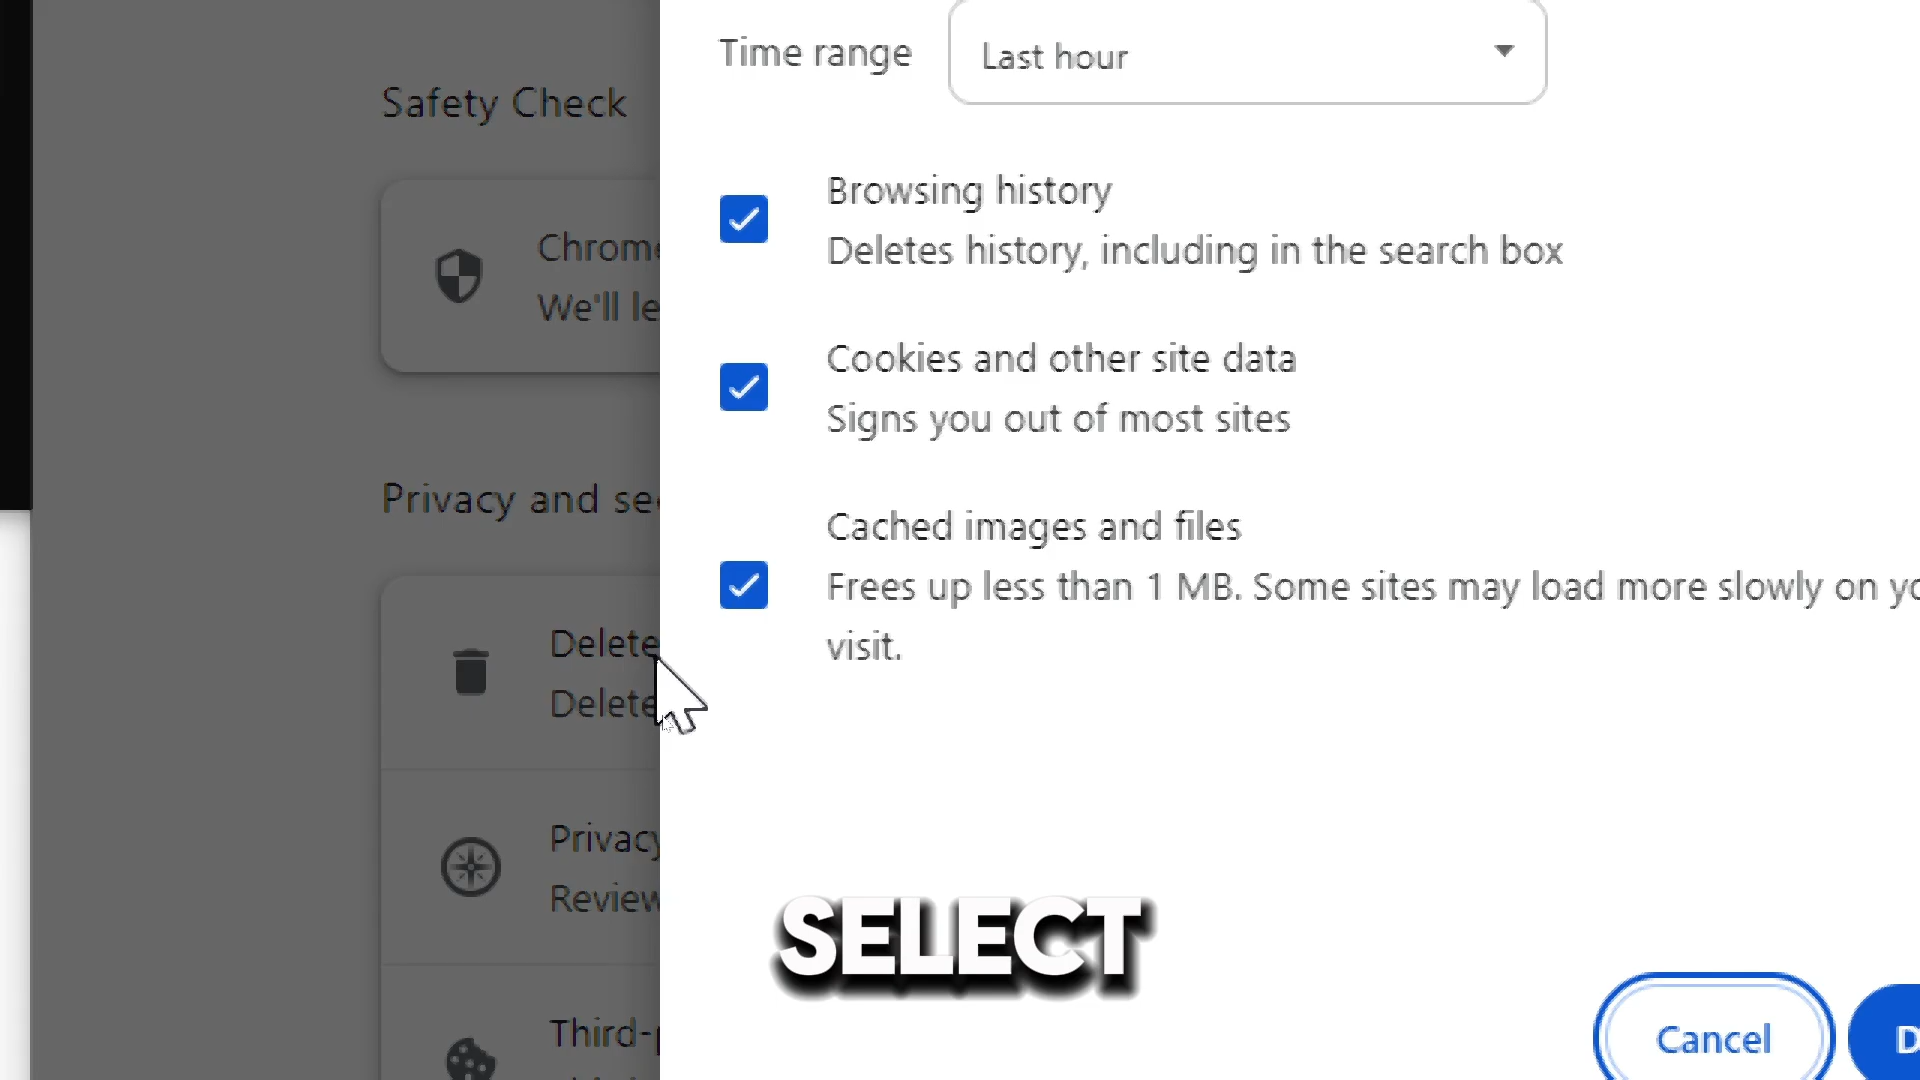 Time range
Last hour
Safety Check
Browsing history
Deletes history, including in the search box
Chrome
We'll le
Cookies and other site data
Signs you out of most sites
Privacy and sec
Cached images and files
Frees up less than 1 MB. Some sites may load more slowly on yo
visit.
Delete
Delete
Privacy
Review
SELECT
Third-p
Cancel
D